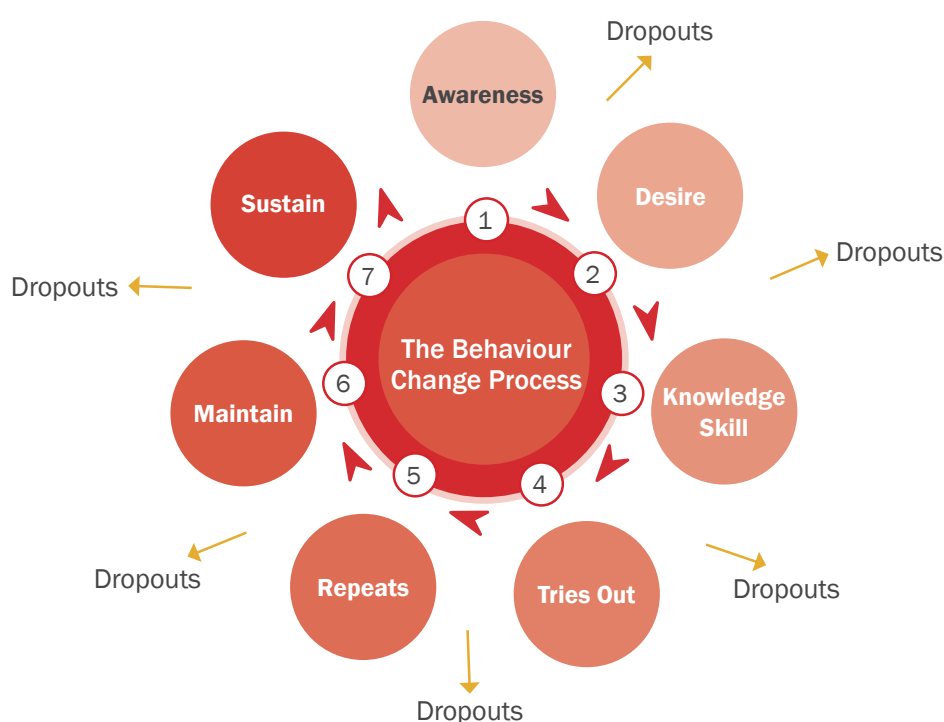 Dropouts
Awareness
Desire
Sustain
1
2
Dropouts
7
Dropouts
The Behaviour
Change Process
6
3
Knowledge
Skill
Maintain
5
4
Dropouts
Repeats
Tries Out
Dropouts
Dropouts